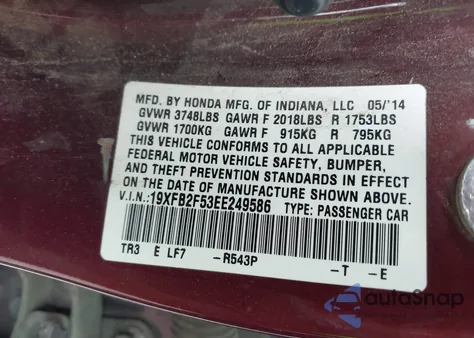 MFD. BY HONDA MFG. OF INDIANA, LLC 05/'14
GVWR 3748LBS GAWR F 2018LBS R 1753LBS
GVWR 1700KG GAWR F 915KG R 795KG
THIS VEHICLE CONFORMS TO ALL APPLICABLE
FEDERAL MOTOR VEHICLE SAFETY, BUMPER,
AND THEFT PREVENTION STANDARDS IN EFFECT
ON THE DATE OF MANUFACTURE SHOWN ABOVE.
V.I.N.:19XFB2F53EE249586 TYPE: PASSENGER CAR
TR3 E LF7 -R543P -T -E
autoSnap